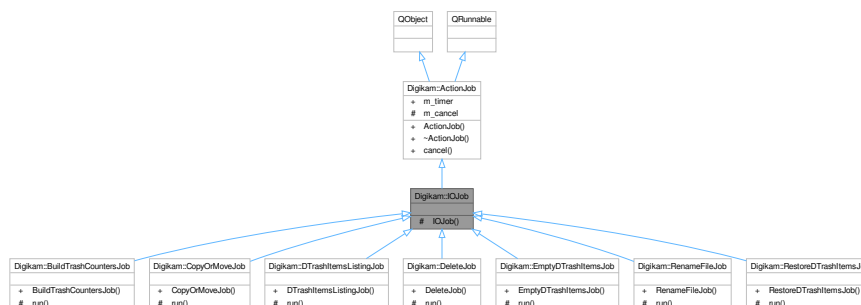 QObject QRunnable
Digikam::ActionJob
+ m_timer
# m_cancel
+ ActionJob()
+ ~ActionJob()
+ cancel()
Digikam::IOJob
# IOJob()
Digikam::BuildTrashCountersJob Digikam::CopyOrMoveJob Digikam::DTrashItemsListingJob Digikam::DeleteJob Digikam::EmptyDTrashItemsJob Digikam::RenameFileJob Digikam::RestoreDTrashItemsJ
+ BuildTrashCountersJob() + CopyOrMoveJob() + DTrashItemsListingJob() + DeleteJob() + EmptyDTrashItemsJob() + RenameFileJob() + RestoreDTrashItemsJob()
# run() # run() # run() # run() # run() # run() # run()